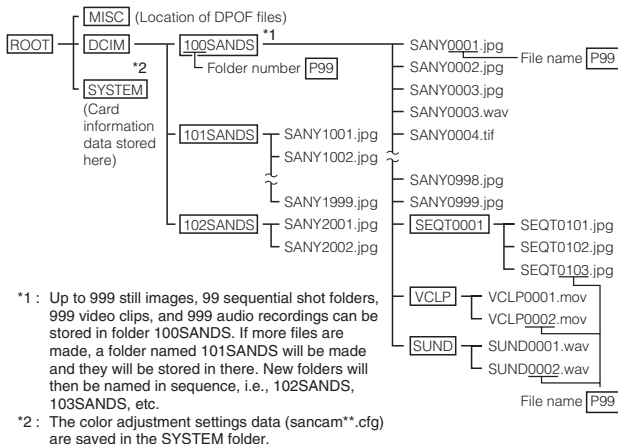 MISC (Location of DPOF files)
ROOT DCIM 100SANDS *1 SANY0001.jpg
Folder number P99 File name P99
SANY0002.jpg
*2
SYSTEM SANY0003.jpg
(Card
information
data stored
here)
SANY0003.wav
101SANDS SANY1001.jpg SANY0004.tif
SANY1002.jpg
SANY0998.jpg
SANY1999.jpg SANY0999.jpg
102SANDS SANY2001.jpg SEQT0001 SEQT0101.jpg
SANY2002.jpg SEQT0102.jpg
SEQT0103.jpg
VCLP VCLP0001.mov
VCLP0002.mov
SUND SUND0001.wav
SUND0002.wav
File name P99
*1 : Up to 999 still images, 99 sequential shot folders,
999 video clips, and 999 audio recordings can be
stored in folder 100SANDS. If more files are
made, a folder named 101SANDS will be made
and they will be stored in there. New folders will
then be named in sequence, i.e., 102SANDS,
103SANDS, etc.
*2 : The color adjustment settings data (sancam**.cfg)
are saved in the SYSTEM folder.